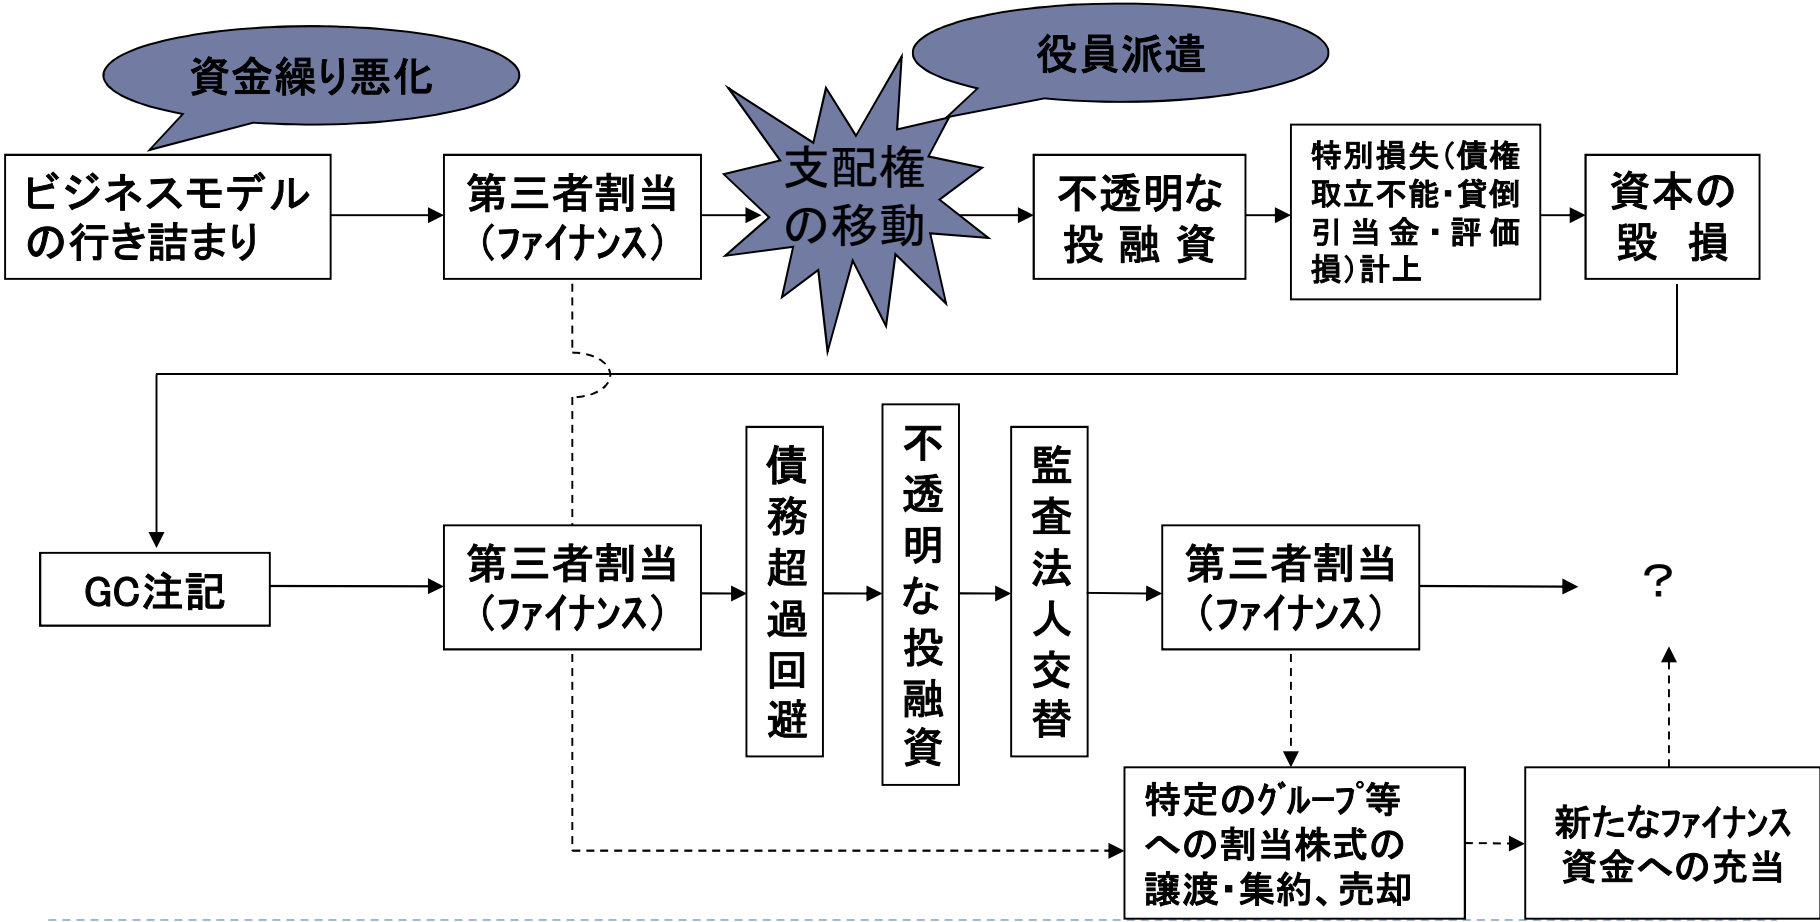 資金繰り悪化
役員派遣
ビジネスモデル
の行き詰まり
第三者割当
（ファイナンス）
支配権
の移動
不透明な
投融資
特別損失（債権
取立不能・貸倒
引当金・評価
損）計上
資本の
毀損
GC注記
第三者割当
（ファイナンス）
債務超過回避
不透明な投融資
監査法人交替
第三者割当
（ファイナンス）
？
特定のグループ等
への割当株式の
譲渡・集約、売却
新たなファイナンス
資金への充当